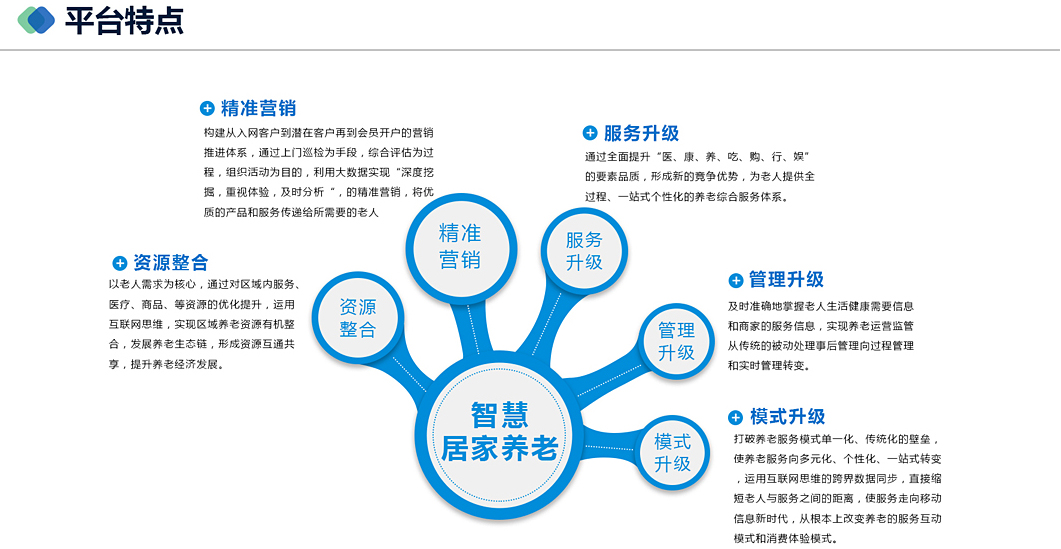 平台特点
精准营销
构建从入网客户到潜在客户再到会员开户的营销
推进体系，通过上门巡检为手段，综合评估为过
程，组织活动为目的，利用大数据实现“深度挖
掘，重视体验，及时分析“，的精准营销，将优
质的产品和服务传递给所需要的老人
服务升级
通过全面提升“医、康、养、吃、购、行、娱”
的要素品质，形成新的竞争优势，为老人提供全
过程、一站式个性化的养老综合服务体系。
资源整合
以老人需求为核心，通过对区域内服务、
医疗、商品、等资源的优化提升，运用
互联网思维，实现区域养老资源有机整
合，发展养老生态链，形成资源互通共
享，提升养老经济发展。
管理升级
及时准确地掌握老人生活健康需要信息
和商家的服务信息，实现养老运营监管
从传统的被动处理事后管理向过程管理
和实时管理转变。
模式升级
打破养老服务模式单一化、传统化的壁垒，
使养老服务向多元化、个性化、一站式转变
，运用互联网思维的跨界数据同步，直接缩
短老人与服务之间的距离，使服务走向移动
信息新时代，从根本上改变养老的服务互动
模式和消费体验模式。
资源
整合
精准
营销
服务
升级
管理
升级
模式
升级
智慧
居家养老